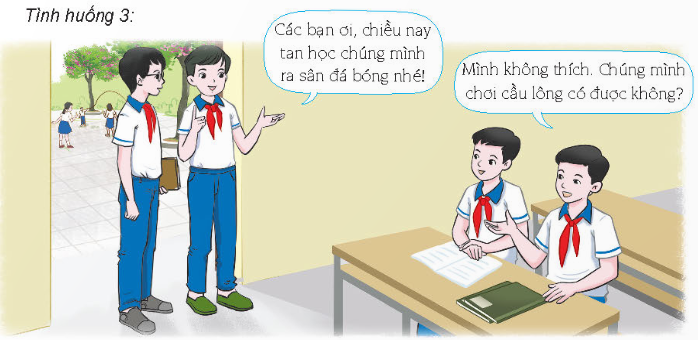 Tình huống 3:
Các bạn ơi, chiều nay
tan học chúng mình
ra sân đá bóng nhé!
Mình không thích. Chúng mình
chơi cầu lông có được không?